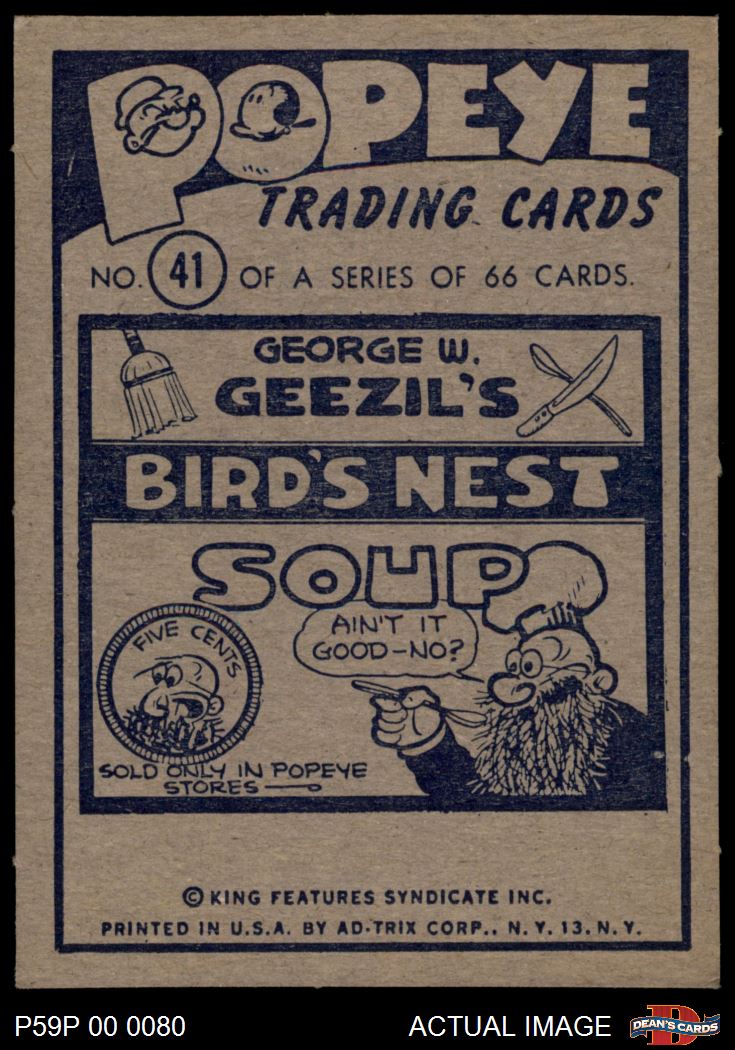 POPEYE
TRADING CARDS
NO. 41 OF A SERIES OF 66 CARDS.
GEORGE W.
GEEZIL'S
BIRD'S NEST
SOUP
AIN'T IT
GOOD-NO?
FIVE CENTS
SOLD ONLY IN POPEYE
STORES
© KING FEATURES SYNDICATE INC.
PRINTED IN U.S.A. BY AD-TRIX CORP., N.Y. 13, N.Y.
P59P 00 0080
ACTUAL IMAGE
D
DEAN'S CARDS